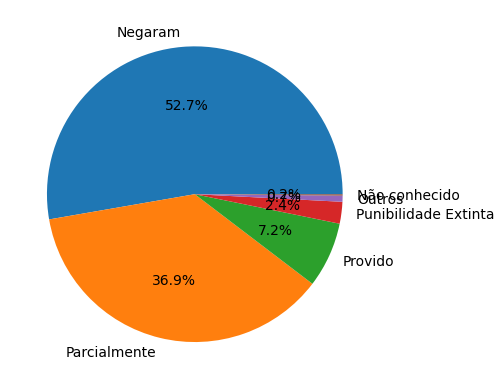 Negaram
52.7%
0.2%
Não conhecido
0.7%
Outros
2.4%
Punibilidade Extinta
7.2%
Provido
36.9%
Parcialmente